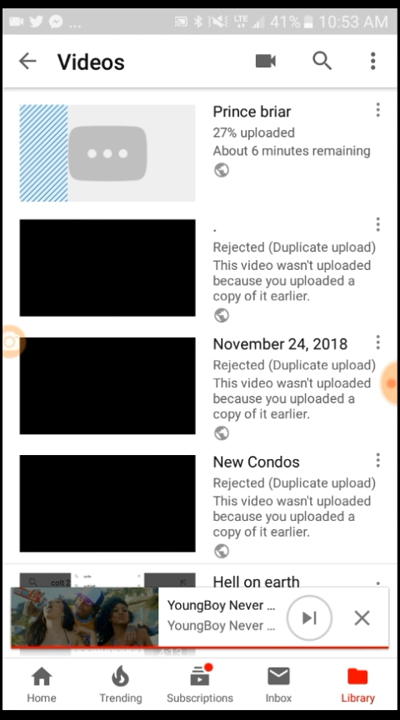 ... LTE 41% 10:53 AM
Videos
Prince briar
27% uploaded
About 6 minutes remaining
.
Rejected (Duplicate upload)
This video wasn't uploaded
because you uploaded a
copy of it earlier.
November 24, 2018
Rejected (Duplicate upload)
This video wasn't uploaded
because you uploaded a
copy of it earlier.
New Condos
Rejected (Duplicate upload)
This video wasn't uploaded
because you uploaded a
copy of it earlier.
colt 2
Hell on earth
YoungBoy Never ...
YoungBoy Never ...
Home Trending Subscriptions Inbox Library